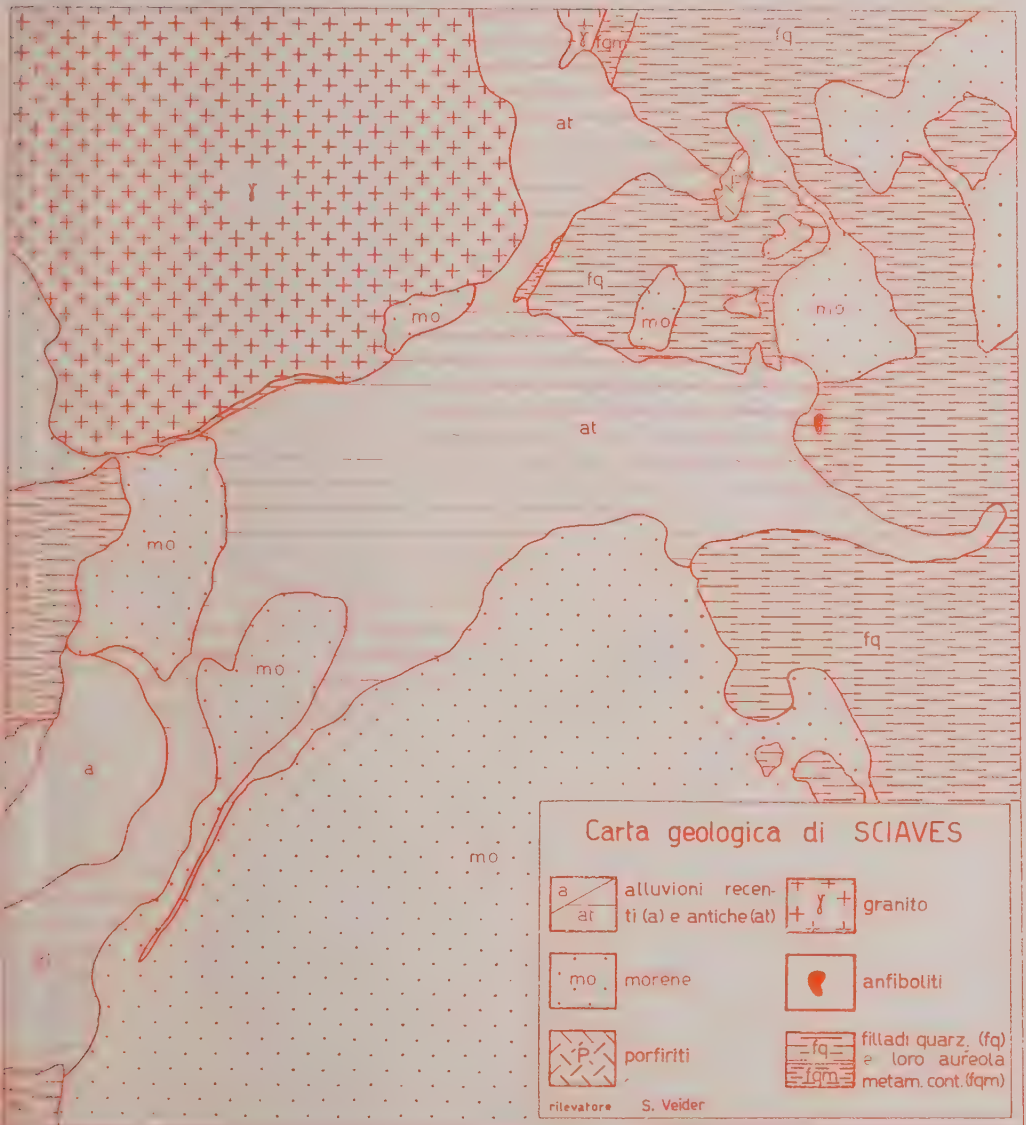 γ
fqm
fq
at
γ
fq
mo
mo
mo
at
mo
mo
fq
a
mo
Carta geologica di SCIAVES
a
at
alluvioni recen-
ti (a) e antiche (at)
γ
granito
mo
morene
anfiboliti
P
porfiriti
fq
fqm
filladi quarz. (fq)
e loro aureola
metam. cont. (fqm)
rilevatore S. Veider